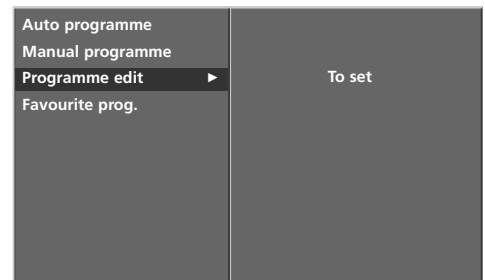 Auto programme
Manual programme
Programme edit ► To set
Favourite prog.